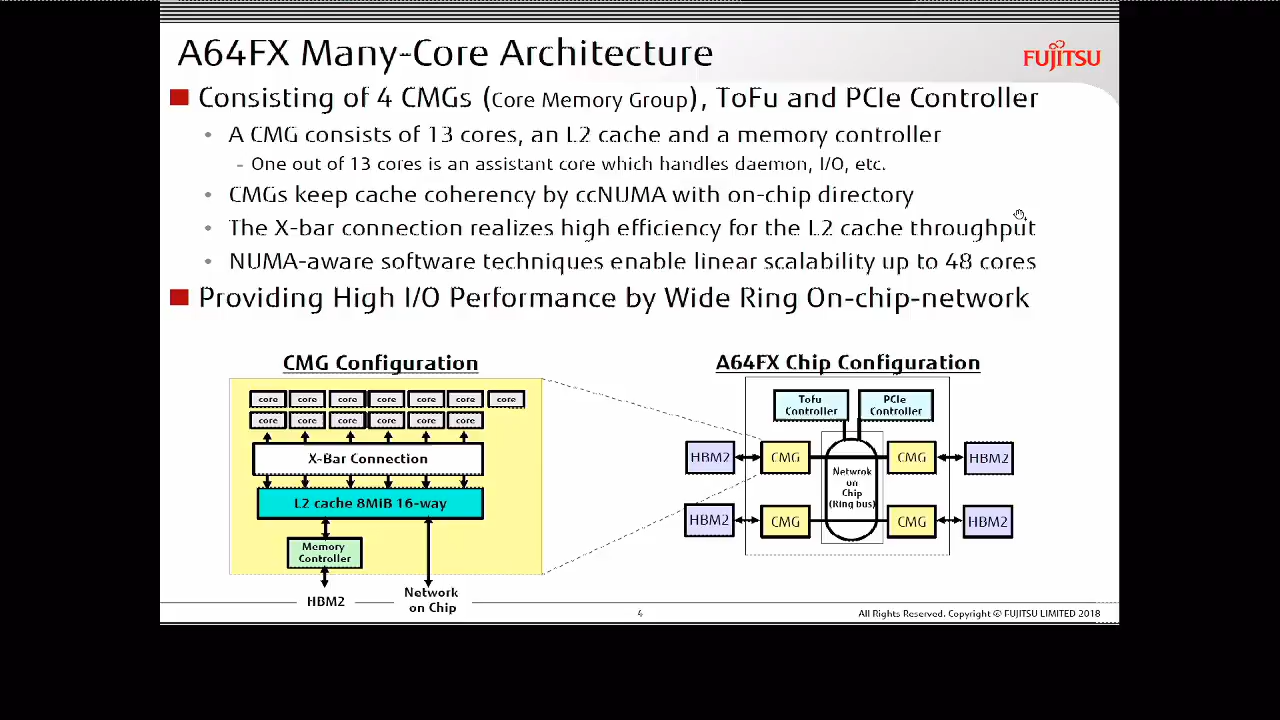 A64FX Many-Core Architecture
FUJITSU
Consisting of 4 CMGs (Core Memory Group), ToFu and PCIe Controller
• A CMG consists of 13 cores, an L2 cache and a memory controller
- One out of 13 cores is an assistant core which handles daemon, I/O, etc.
• CMGs keep cache coherency by ccNUMA with on-chip directory
• The X-bar connection realizes high efficiency for the L2 cache throughput
• NUMA-aware software techniques enable linear scalability up to 48 cores
Providing High I/O Performance by Wide Ring On-chip-network
CMG Configuration
core core core core core core core
core core core core core core
X-Bar Connection
L2 cache 8MiB 16-way
Memory
Controller
HBM2
Network
on Chip
A64FX Chip Configuration
Tofu
Controller
PCIe
Controller
HBM2 CMG CMG HBM2
Netwrok
on
Chip
(Ring bus)
HBM2 CMG CMG HBM2
4
All Rights Reserved. Copyright © FUJITSU LIMITED 2018